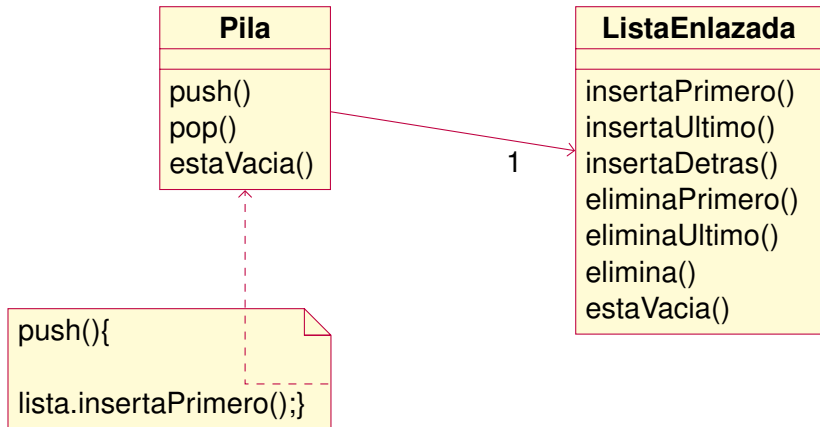 Pila
push()
pop()
estaVacia()
1
ListaEnlazada
insertaPrimero()
insertaUltimo()
insertaDetras()
eliminaPrimero()
eliminaUltimo()
elimina()
estaVacia()
push(){
lista.insertaPrimero();}